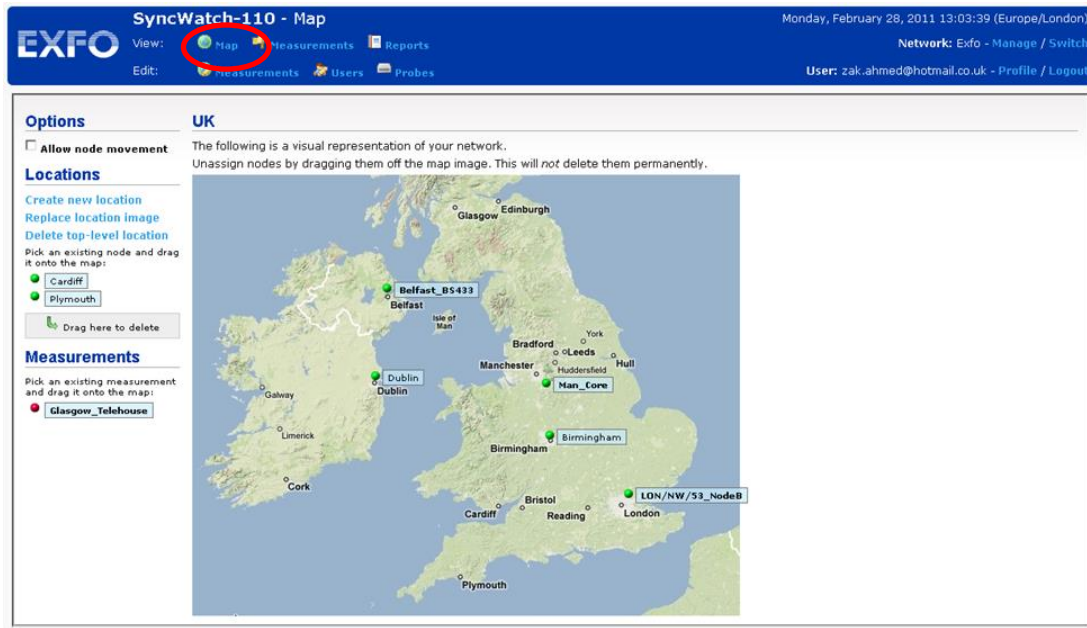 SyncWatch-110 - Map
Monday, February 28, 2011 13:03:39 (Europe/London)
EXFO
View: Map Measurements Reports
Network: Exfo - Manage / Switch
Edit: Measurements Users Probes
User: zak.ahmed@hotmail.co.uk - Profile / Logout
Options
Allow node movement
Locations
Create new location
Replace location image
Delete top-level location
Pick an existing node and drag
it onto the map:
Cardiff
Plymouth
Drag here to delete
Measurements
Pick an existing measurement
and drag it onto the map:
Glasgow_Telehouse
UK
The following is a visual representation of your network.
Unassign nodes by dragging them off the map image. This will not delete them permanently.
Edinburgh
Glasgow
Belfast_BS433
Belfast
Isle of
Man
York
Bradford
Leeds
Hull
Manchester
Huddersfield
Man_Core
Dublin
Dublin
Galway
Limerick
Birmingham
Birmingham
Cork
LON/NW/53_NodeB
Bristol
Cardiff
Reading
London
Plymouth